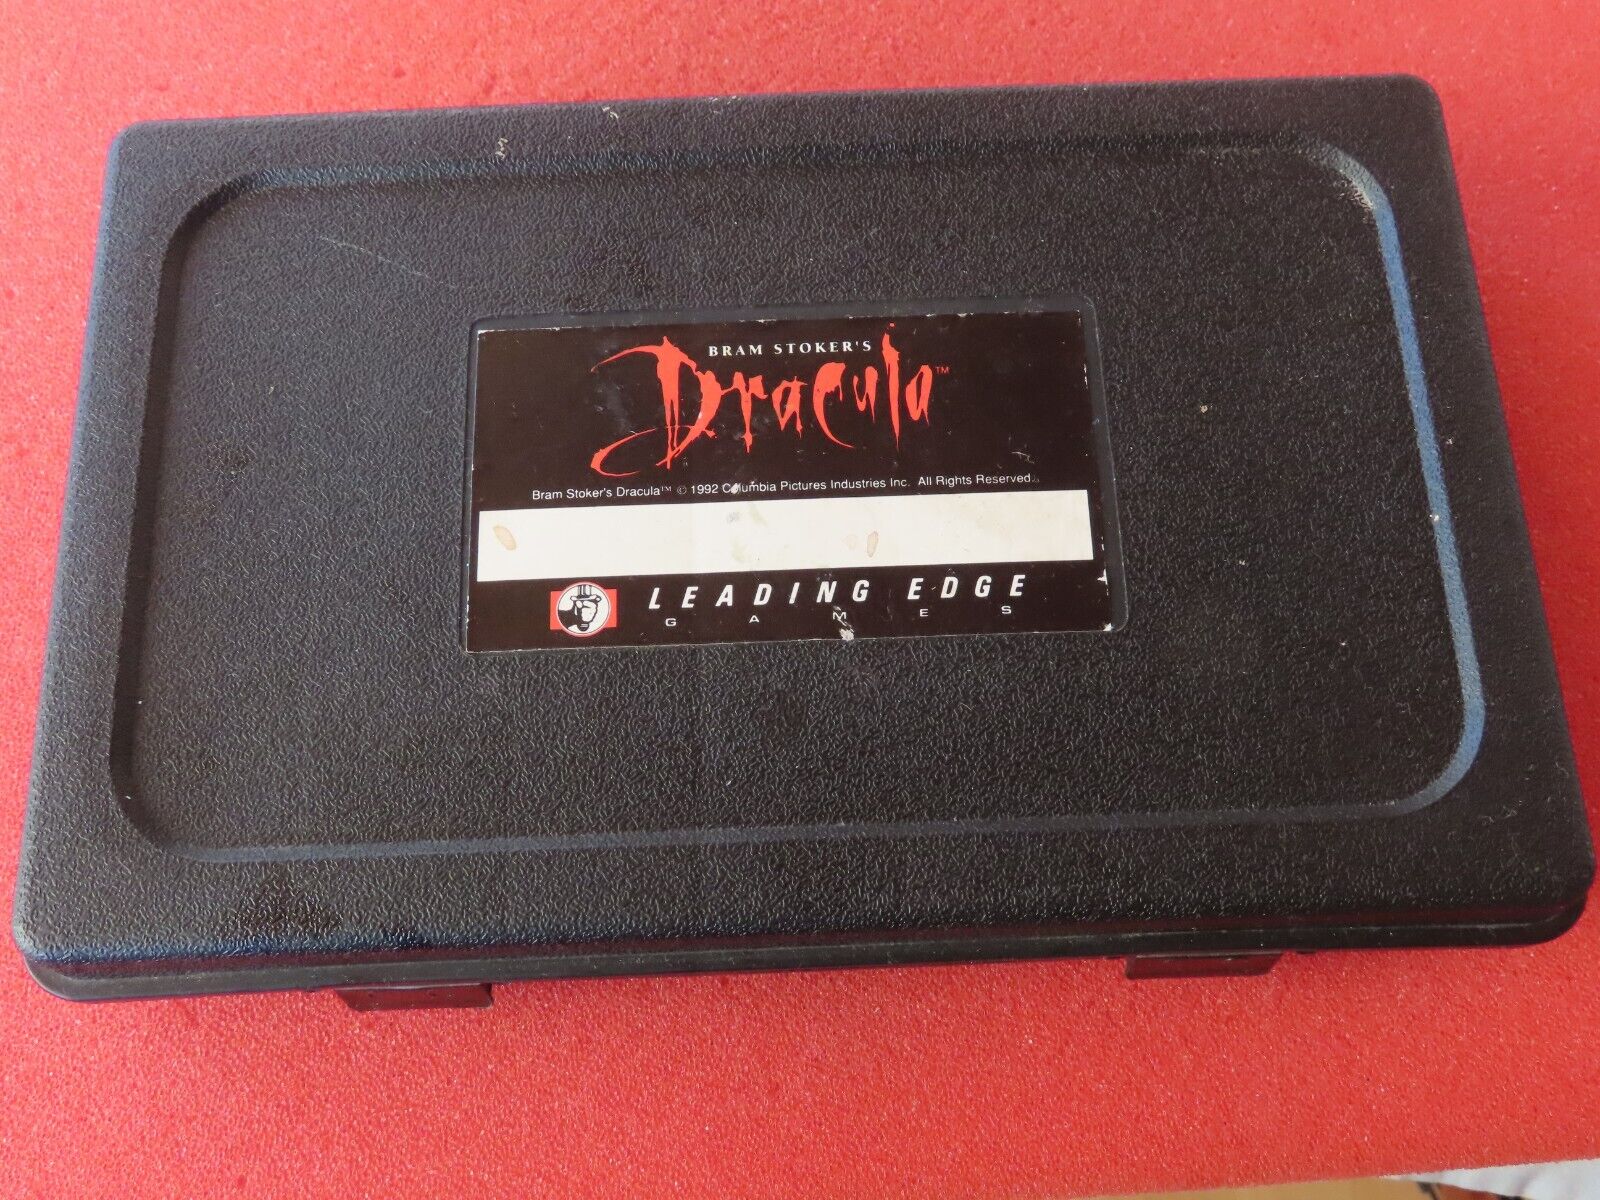 BRAM STOKER'S
Dracula™
Bram Stoker's Dracula™ © 1992 Columbia Pictures Industries Inc. All Rights Reserved.
LEADING EDGE
GAMES